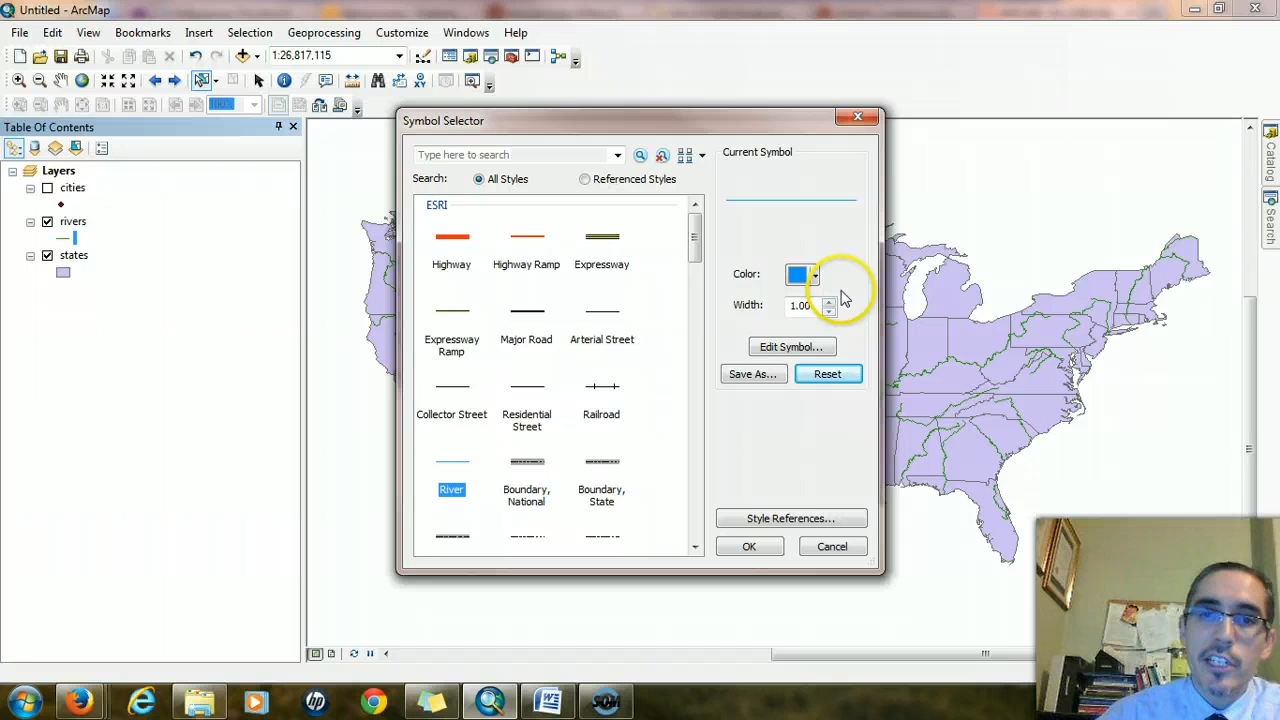 Untitled - ArcMap
File Edit View Bookmarks Insert Selection Geoprocessing Customize Windows Help
1:26,817,115
100%
Table Of Contents
Layers
cities
rivers
states
Symbol Selector
Type here to search
Search: All Styles Referenced Styles
ESRI
Highway Highway Ramp Expressway
Expressway Ramp Major Road Arterial Street
Collector Street Residential Street Railroad
River Boundary, National Boundary, State
Current Symbol
Color:
Width: 1.00
Edit Symbol...
Save As... Reset
Style References...
OK Cancel
Catalog
Search